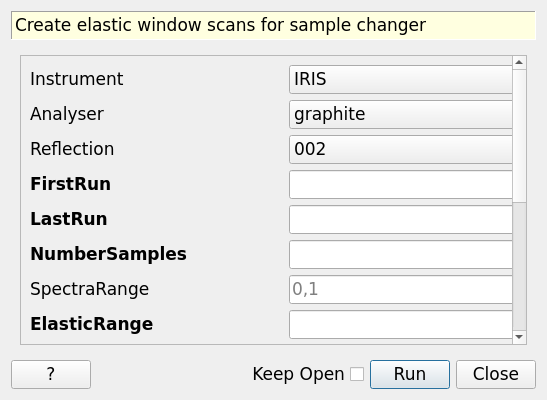 Create elastic window scans for sample changer
Instrument IRIS
Analyser graphite
Reflection 002
FirstRun
LastRun
NumberSamples
SpectraRange 0,1
ElasticRange
? Keep Open Run Close